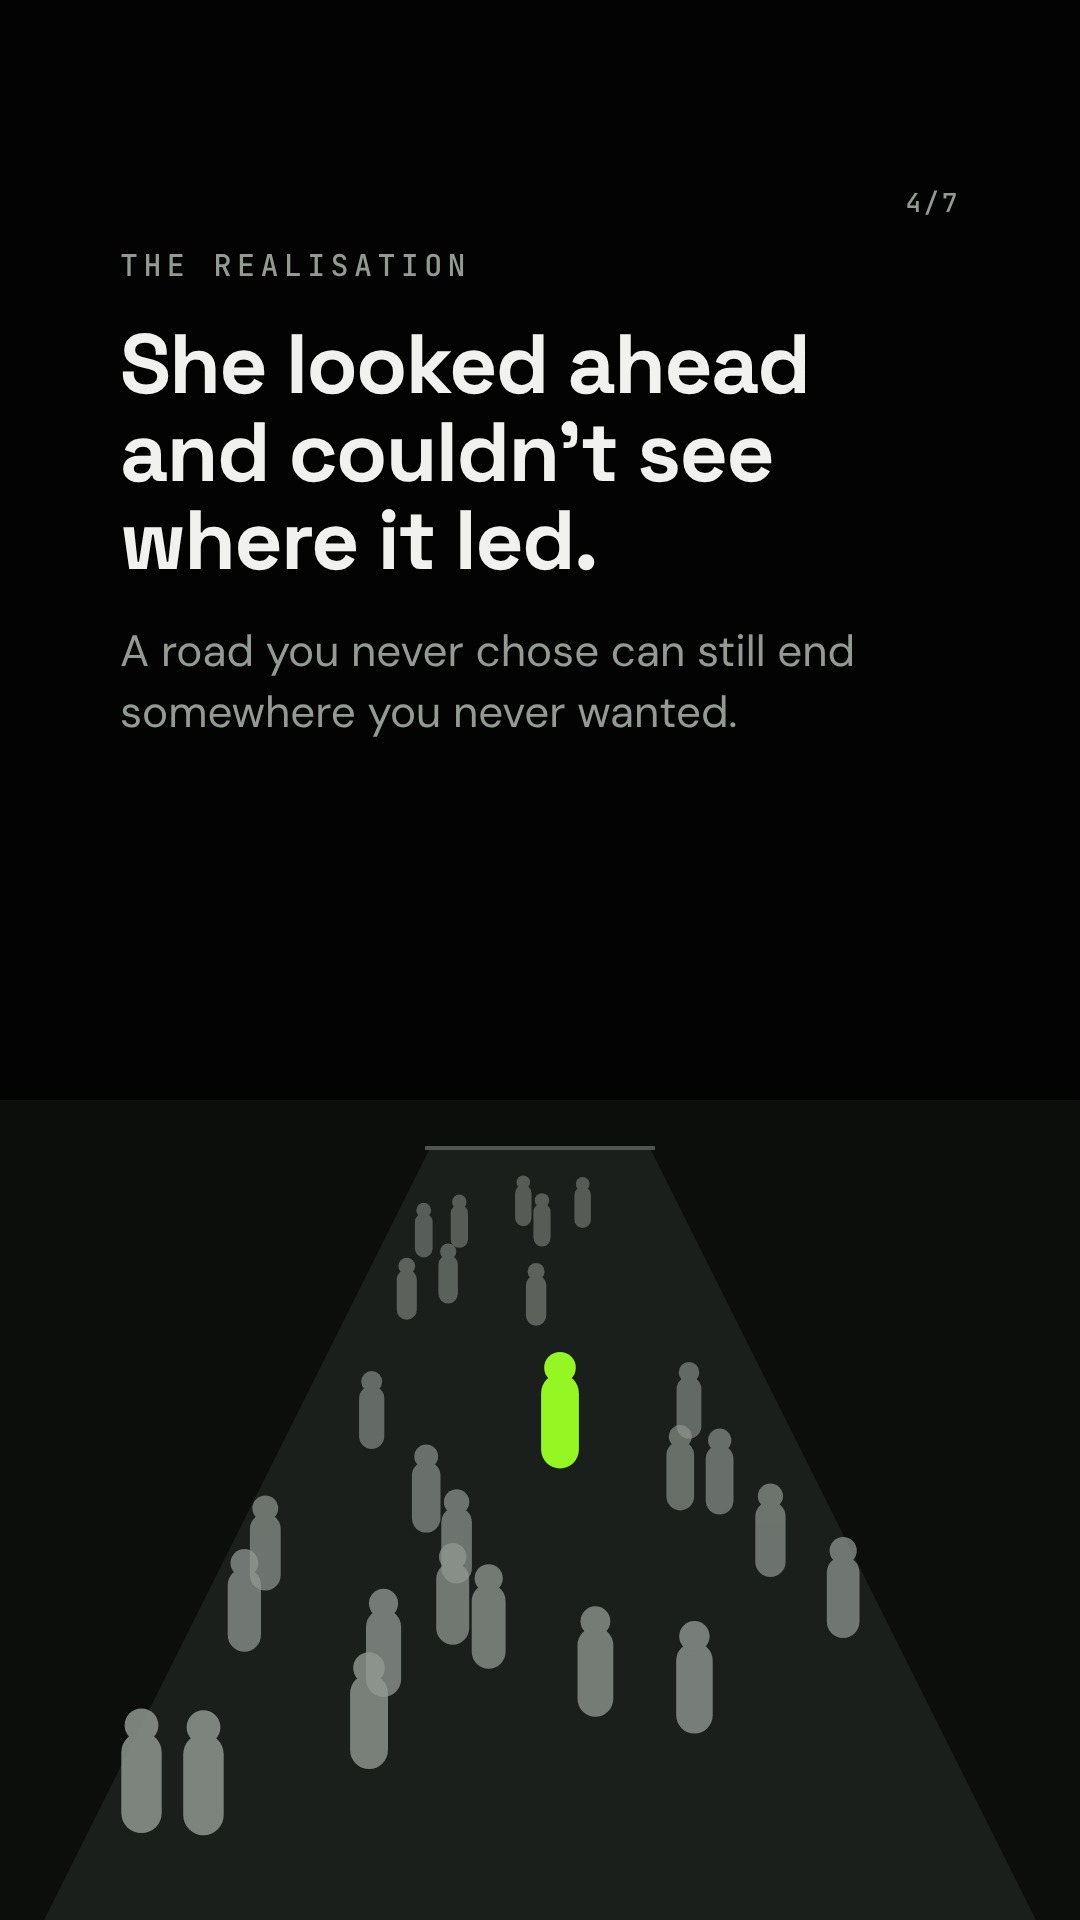 4/7
THE REALISATION
She looked ahead
and couldn’t see
where it led.
A road you never chose can still end
somewhere you never wanted.